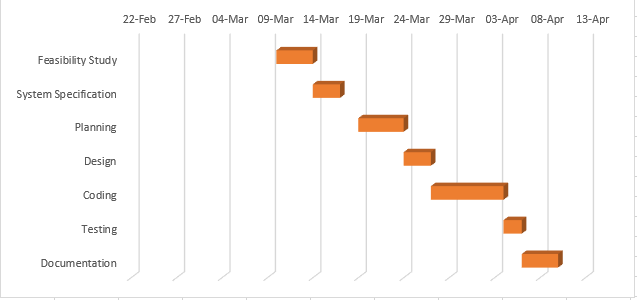 22-Feb 27-Feb 04-Mar 09-Mar 14-Mar 19-Mar 24-Mar 29-Mar 03-Apr 08-Apr 13-Apr
Feasibility Study
System Specification
Planning
Design
Coding
Testing
Documentation